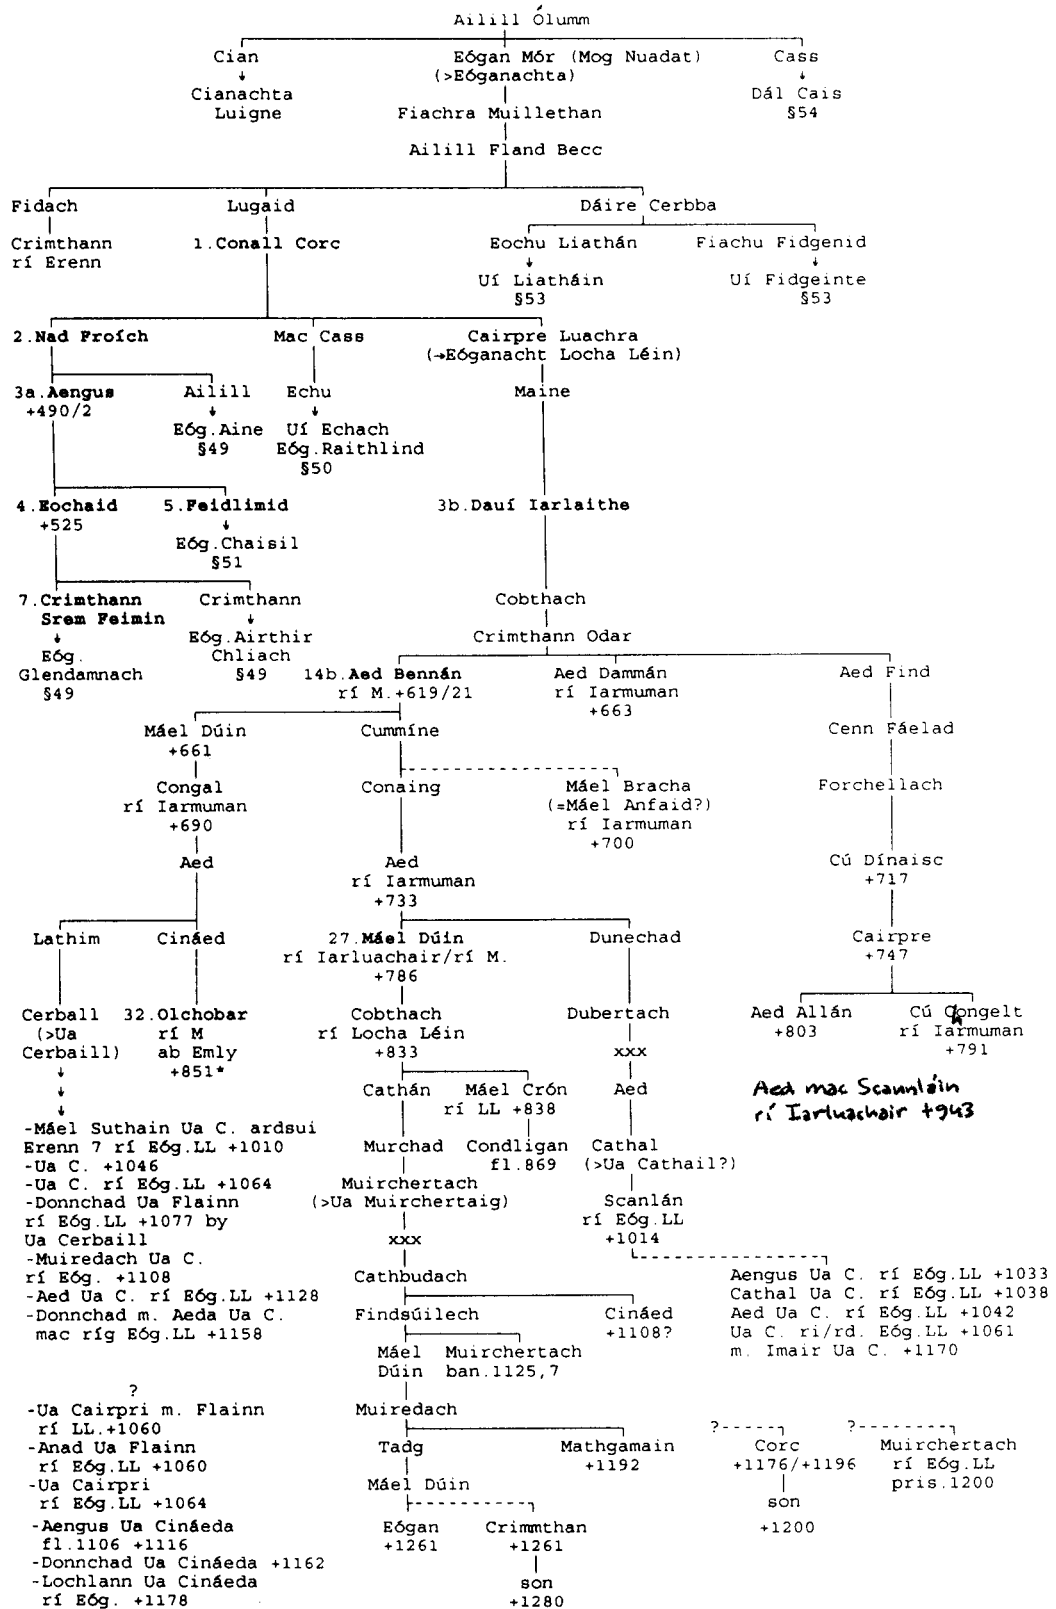 Ailill Ólumm
Cian Eógan Mór (Mog Nuadat) Cass
(>Eóganachta)
Cianachta Dál Cais
Luigne Fiachra Muillethan §54
Ailill Fland Becc
Fidach Lugaid Dáire Cerbba
Crimthann 1.Conall Corc Eochu Liathán Fiachu Fidgenid
rí Erenn
Uí Liatháin Uí Fidgeinte
§53 §53
2.Nad Froích Mac Cass Cairpre Luachra
(→Eóganacht Locha Léin)
3a.Aengus Ailill Echu Maine
+490/2
Eóg.Aine Uí Echach
§49 Eóg.Raithlind
§50
4.Eochaid 5.Feidlimid 3b.Dauí Iarlaithe
+525
Eóg.Chaisil
§51
7.Crimthann Crimthann Cobthach
Srem Feimin
Eóg.Airthir Crimthann Odar
Eóg. Chliach
Glendamnach §49 14b.Aed Bennán Aed Dammán Aed Find
§49 rí M.+619/21 rí Iarmuman
+663
Máel Dúin Cummíne Cenn Fáelad
+661
Congal Conaing Máel Bracha Forchellach
rí Iarmuman (=Máel Anfaid?)
+690 rí Iarmuman
+700
Aed Aed Cú Dínaisc
rí Iarmuman +717
+733
Lathim Cináed 27.Máel Dúin Dunechad Cairpre
rí Iarluachair/rí M. +747
+786
Cerball 32.Olchobar Cobthach Dubertach Aed Allán Cú Chongelt
(>Ua rí M rí Locha Léin +803 rí Iarmuman
Cerbaill) ab Emly +833 xxx +791
+851*
Cathán Máel Crón Aed Aed mac Scannláin
rí LL +838 rí Iarluachair +943
-Máel Suthain Ua C. ardsui
Erenn 7 rí Eóg.LL +1010 Murchad Condligan Cathal
-Ua C. +1046 fl.869 (>Ua Cathail?)
-Ua C. rí Eóg.LL +1064 Muirchertach
-Donnchad Ua Flainn (>Ua Muirchertaig) Scanlán
rí Eóg.LL +1077 by rí Eóg.LL
Ua Cerbaill xxx +1014
-Muiredach Ua C.
rí Eóg. +1108 Cathbudach Aengus Ua C. rí Eóg.LL +1033
-Aed Ua C. rí Eóg.LL +1128 Cathal Ua C. rí Eóg.LL +1038
-Donnchad m. Aeda Ua C. Findsúilech Cináed Aed Ua C. rí Eóg.LL +1042
mac ríg Eóg.LL +1158 +1108? Ua C. ri/rd. Eóg.LL +1061
Máel Muirchertach m. Imair Ua C. +1170
Dúin ban.1125,7
?
-Ua Cairpri m. Flainn Muiredach
rí LL.+1060
-Anad Ua Flainn Tadg Mathgamain ? Corc ? Muirchertach
rí Eóg.LL +1060 +1192 +1176/+1196 rí Eóg.LL
-Ua Cairpri Máel Dúin pris.1200
rí Eóg.LL +1064 son
-Aengus Ua Cináeda Eógan Crimmthan +1200
fl.1106 +1116 +1261 +1261
-Donnchad Ua Cináeda +1162
-Lochlann Ua Cináeda son
rí Eóg. +1178 +1280